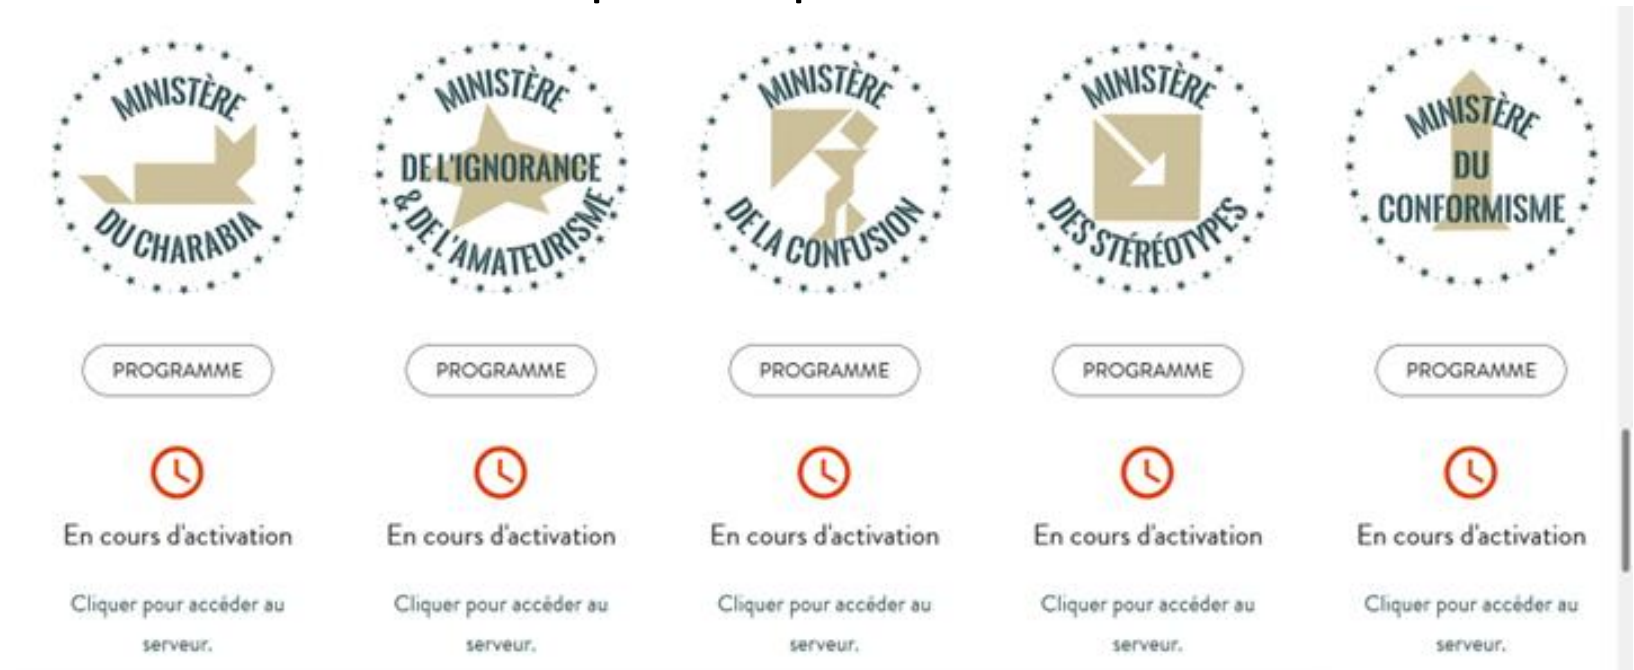 MINISTÈRE
DU CHARABIA
MINISTÈRE
DE L'IGNORANCE
& DE L'AMATEURISME
MINISTÈRE
DE LA CONFUSION
MINISTÈRE
DES STÉRÉOTYPES
MINISTÈRE
DU
CONFORMISME
PROGRAMME
PROGRAMME
PROGRAMME
PROGRAMME
PROGRAMME
En cours d'activation
En cours d'activation
En cours d'activation
En cours d'activation
En cours d'activation
Cliquer pour accéder au
serveur.
Cliquer pour accéder au
serveur.
Cliquer pour accéder au
serveur.
Cliquer pour accéder au
serveur.
Cliquer pour accéder au
serveur.